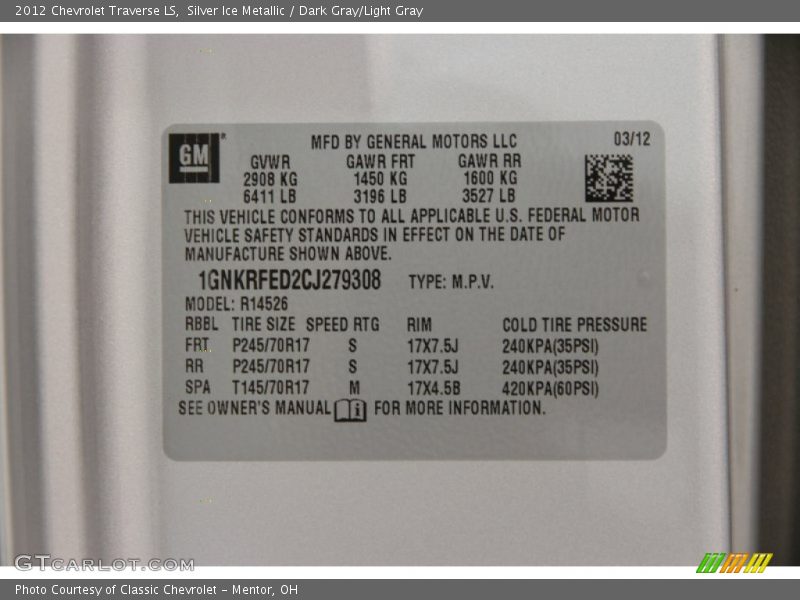 2012 Chevrolet Traverse LS, Silver Ice Metallic / Dark Gray/Light Gray
GM
MFD BY GENERAL MOTORS LLC 03/12
GVWR GAWR FRT GAWR RR
2908 KG 1450 KG 1600 KG
6411 LB 3196 LB 3527 LB
THIS VEHICLE CONFORMS TO ALL APPLICABLE U.S. FEDERAL MOTOR
VEHICLE SAFETY STANDARDS IN EFFECT ON THE DATE OF
MANUFACTURE SHOWN ABOVE.
1GNKRFED2CJ279308 TYPE: M.P.V.
MODEL: R14526
RBBL TIRE SIZE SPEED RTG RIM COLD TIRE PRESSURE
FRT P245/70R17 S 17X7.5J 240KPA(35PSI)
RR P245/70R17 S 17X7.5J 240KPA(35PSI)
SPA T145/70R17 M 17X4.5B 420KPA(60PSI)
SEE OWNER'S MANUAL i FOR MORE INFORMATION.
GTCARLOT.COM
Photo Courtesy of Classic Chevrolet - Mentor, OH